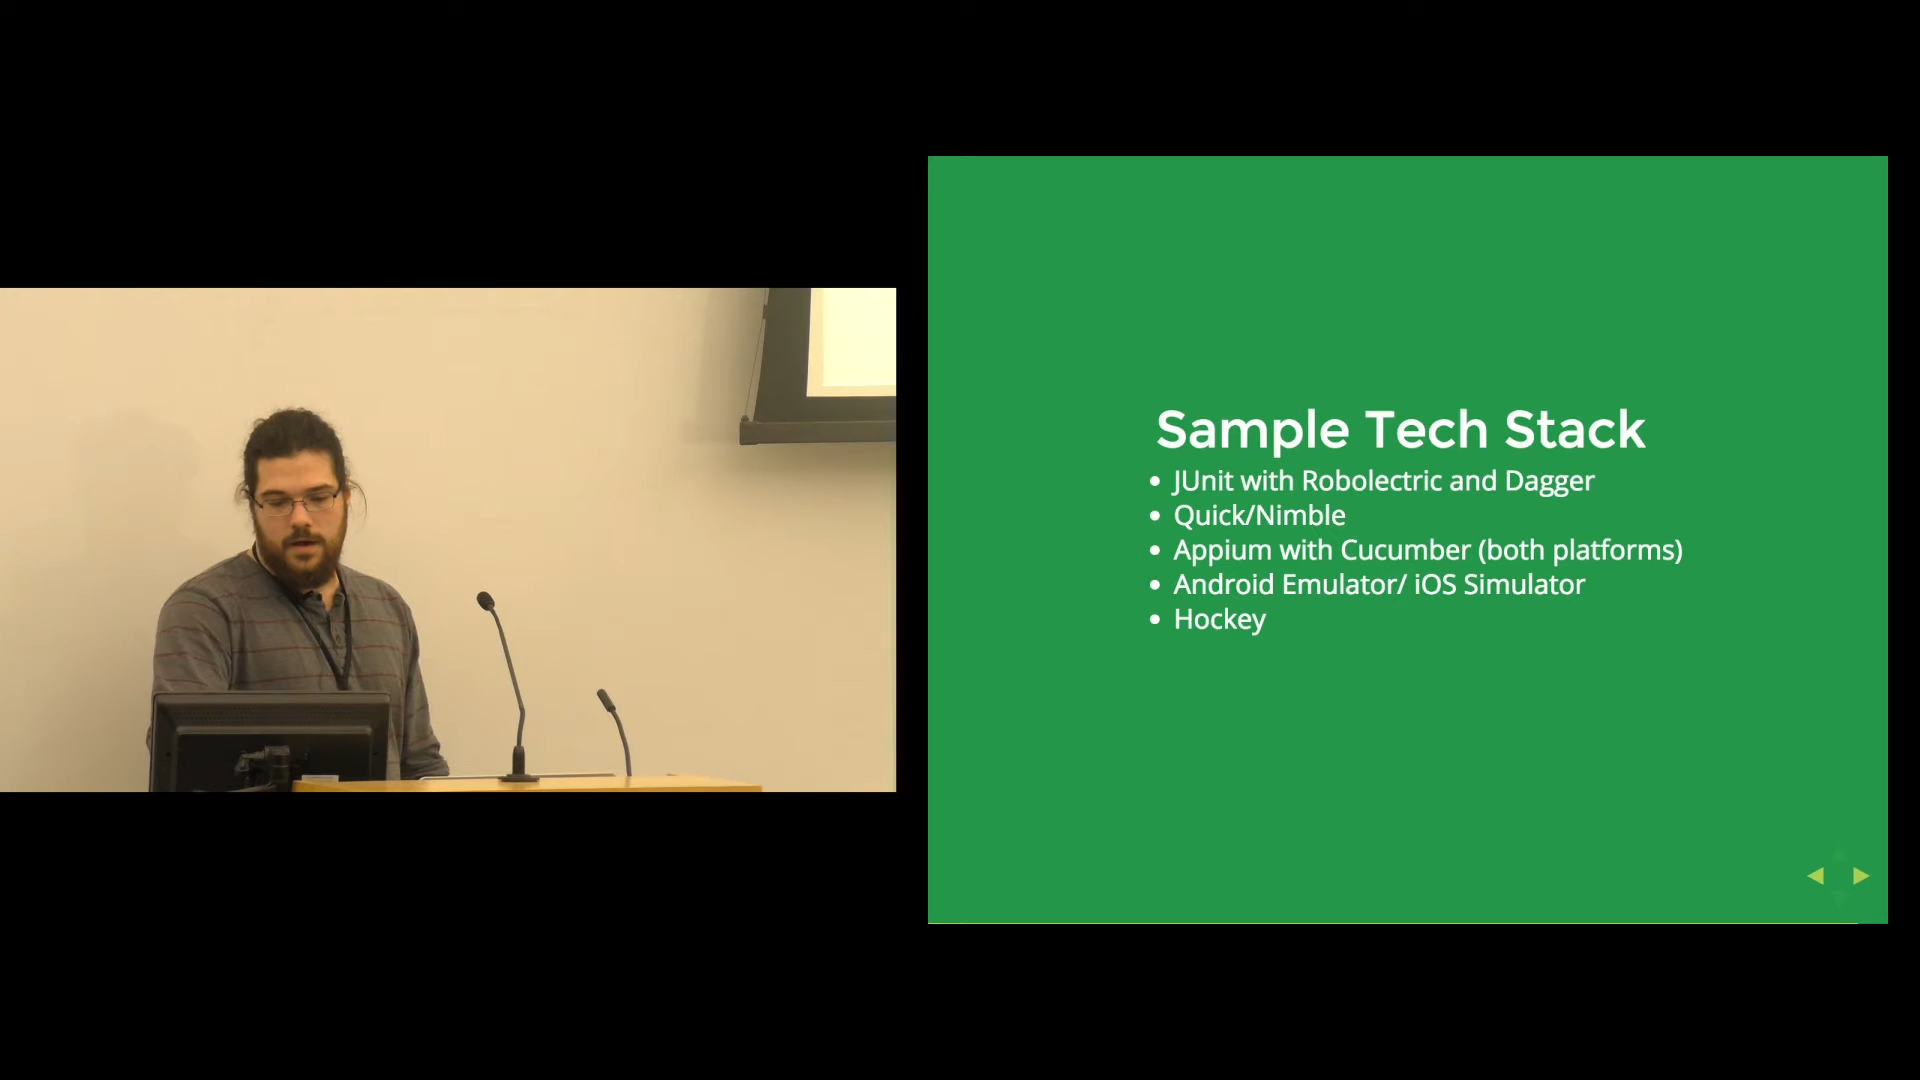 Sample Tech Stack
• JUnit with Robolectric and Dagger
• Quick/Nimble
• Appium with Cucumber (both platforms)
• Android Emulator/ iOS Simulator
• Hockey